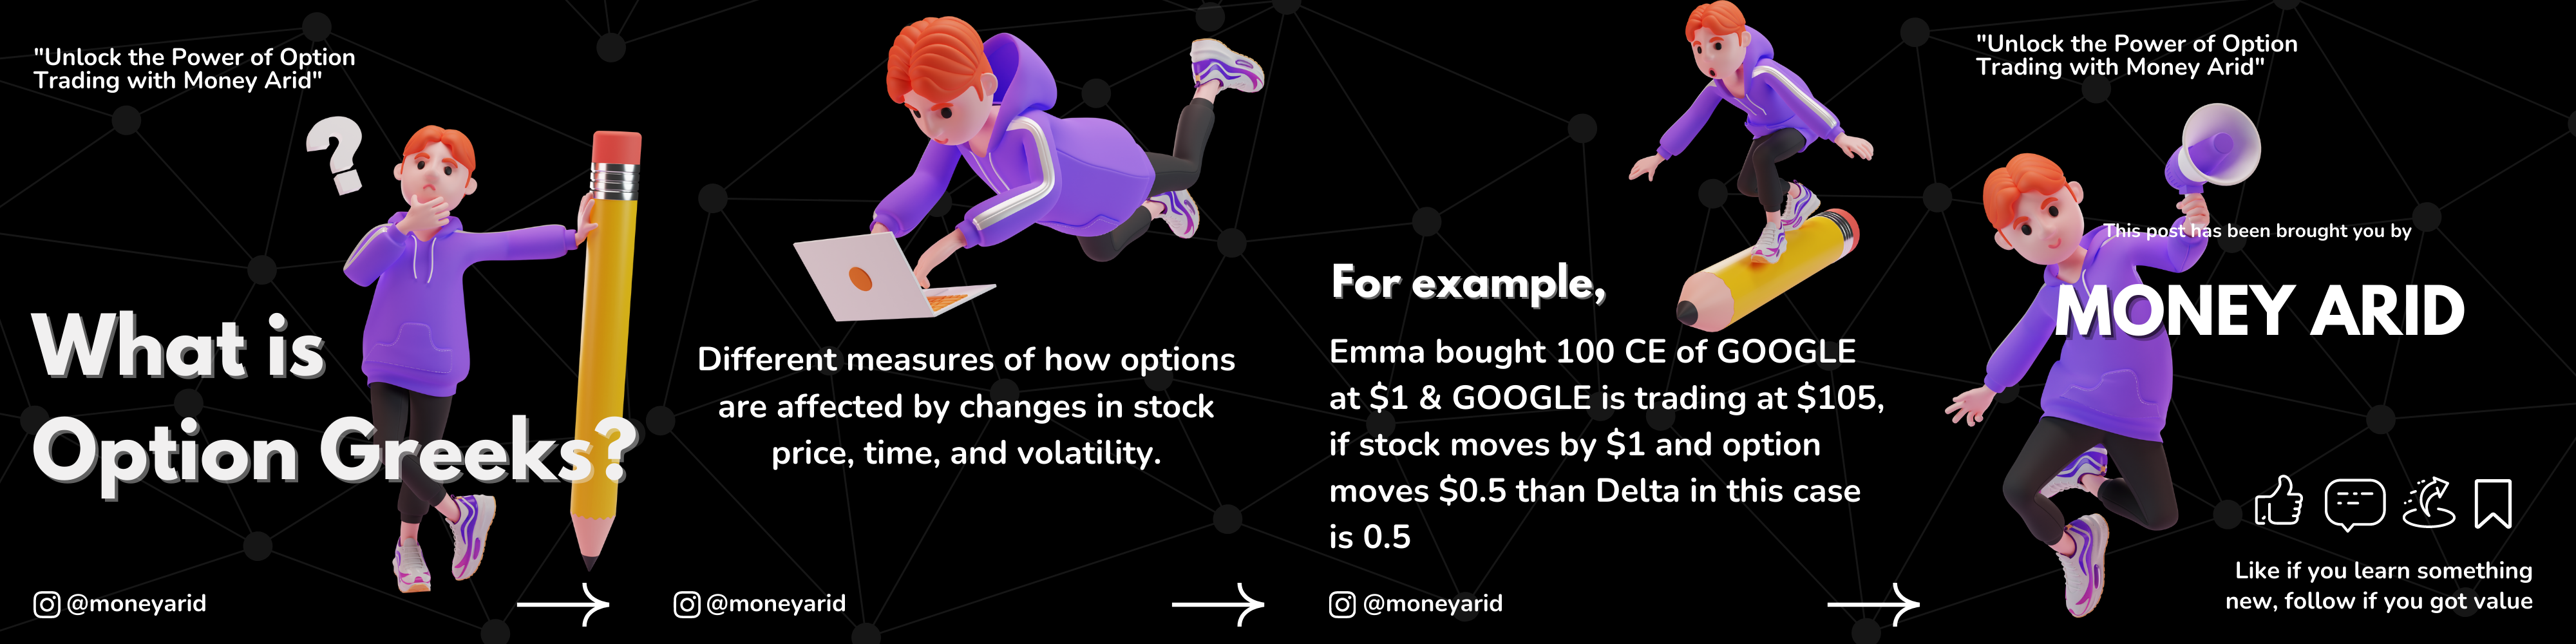 "Unlock the Power of Option
Trading with Money Arid"
?
What is
Option Greeks?
@moneyarid
Different measures of how options
are affected by changes in stock
price, time, and volatility.
@moneyarid
For example,
Emma bought 100 CE of GOOGLE
at $1 & GOOGLE is trading at $105,
if stock moves by $1 and option
moves $0.5 than Delta in this case
is 0.5
@moneyarid
"Unlock the Power of Option
Trading with Money Arid"
This post has been brought you by
MONEY ARID
Like if you learn something
new, follow if you got value